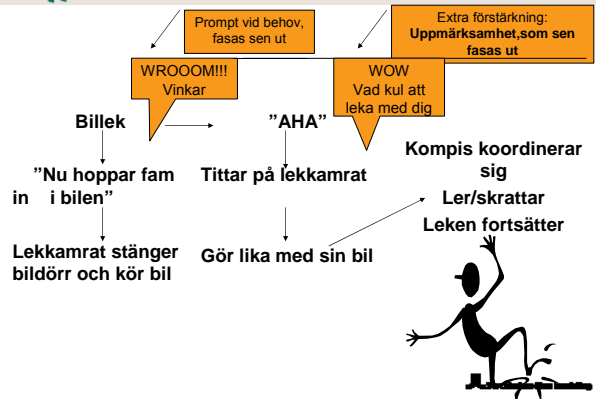 Prompt vid behov,
fasas sen ut
Extra förstärkning:
Uppmärksamhet,som sen
fasas ut
WROOOM!!!
Vinkar
WOW
Vad kul att
leka med dig
Billek
"AHA"
Kompis koordinerar
sig
"Nu hoppar fam
in i bilen"
Tittar på lekkamrat
Ler/skrattar
Leken fortsätter
Lekkamrat stänger
bildörr och kör bil
Gör lika med sin bil